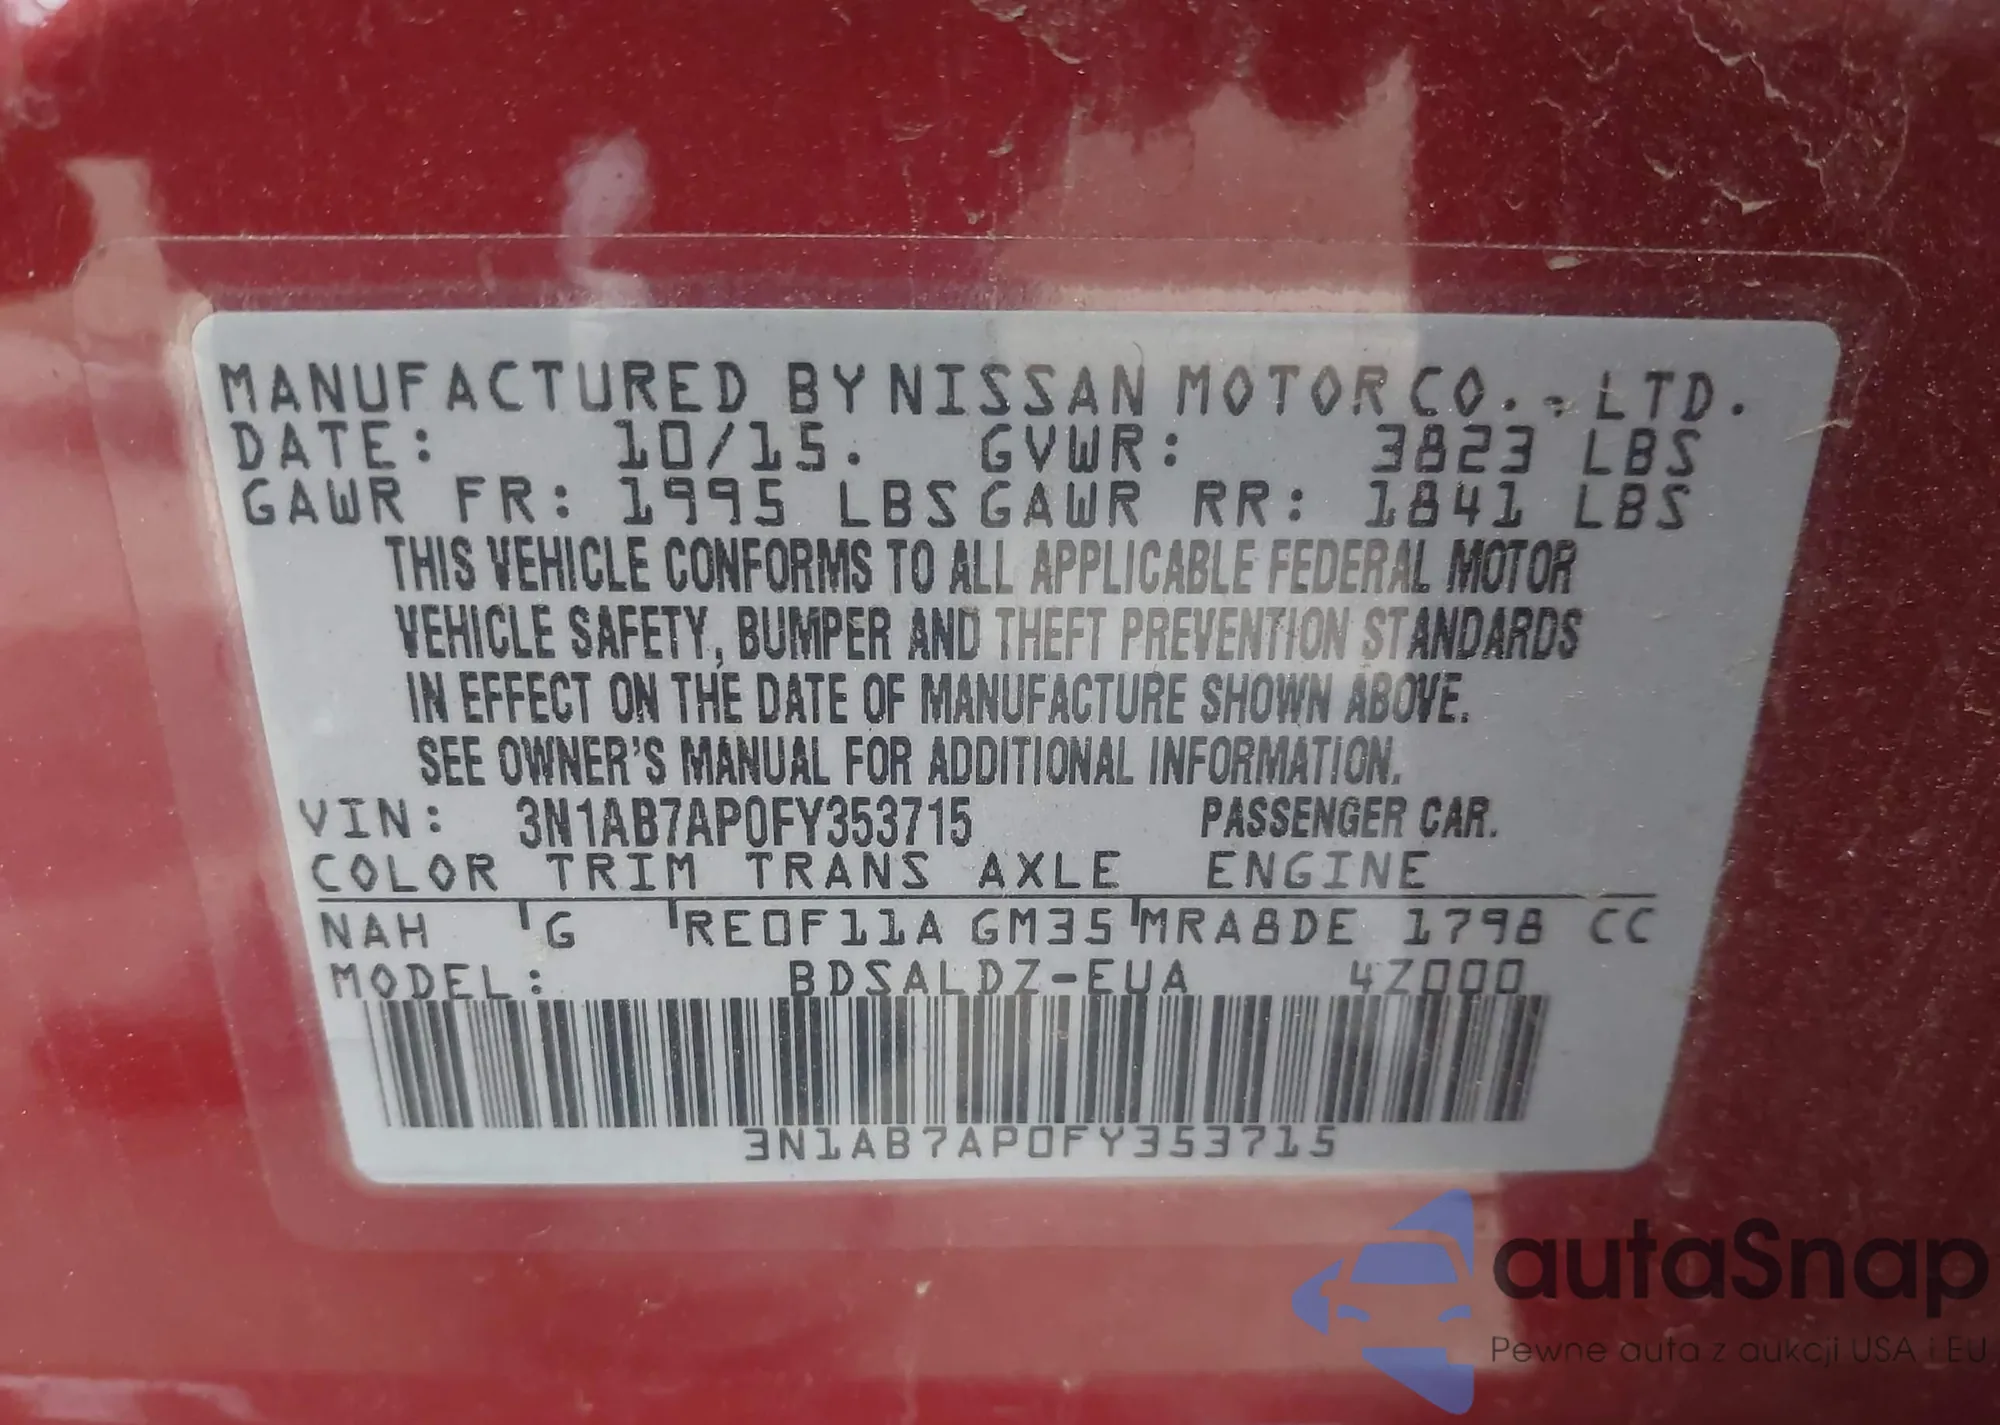 MANUFACTURED BY NISSAN MOTOR CO., LTD.
DATE: 10/15. GVWR: 3823 LBS
GAWR FR: 1995 LBS GAWR RR: 1841 LBS
THIS VEHICLE CONFORMS TO ALL APPLICABLE FEDERAL MOTOR
VEHICLE SAFETY, BUMPER AND THEFT PREVENTION STANDARDS
IN EFFECT ON THE DATE OF MANUFACTURE SHOWN ABOVE.
SEE OWNER'S MANUAL FOR ADDITIONAL INFORMATION.
VIN: 3N1AB7AP0FY353715 PASSENGER CAR.
COLOR TRIM TRANS AXLE ENGINE
NAH G RE0F11A GM35 MRA8DE 1798 CC
MODEL: BDSALDZ-EUA 4Z000
3N1AB7AP0FY353715
autaSnap
Pewne auta z aukcji USA i EU